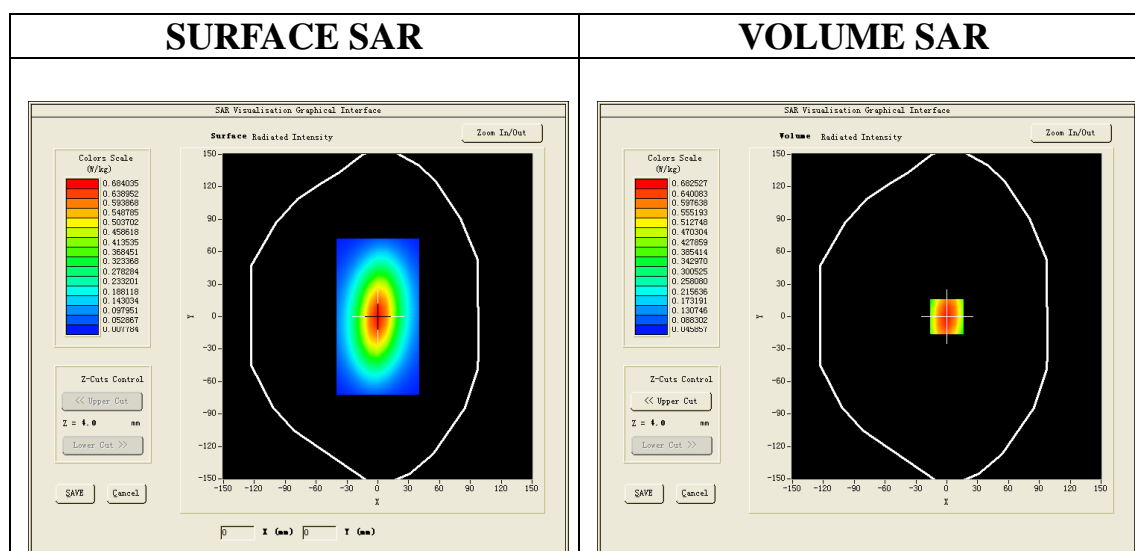 SURFACE SAR
VOLUME SAR
SAR Visualisation Graphical Interface
Surface Radiated Intensity
Zoom In/Out
Colors Scale
(W/kg)
0.684035
0.638952
0.593868
0.548785
0.503702
0.458618
0.413535
0.368451
0.323368
0.278284
0.233201
0.188118
0.143034
0.097951
0.052867
0.007784
150
120
90
60
30
0
-30
-60
-90
-120
-150
Y
-150 -120 -90 -60 -30 0 30 60 90 120 150
X
Z-Cuts Control
<< Upper Cut
Z = 4.0 mm
Lower Cut >>
SAVE Cancel
0 X (mm) 0 Y (mm)
SAR Visualisation Graphical Interface
Volume Radiated Intensity
Zoom In/Out
Colors Scale
(W/kg)
0.682527
0.640083
0.597638
0.555193
0.512748
0.470304
0.427859
0.385414
0.342970
0.300525
0.258080
0.215636
0.173191
0.130746
0.088302
0.045857
150
120
90
60
30
0
-30
-60
-90
-120
-150
Y
-150 -120 -90 -60 -30 0 30 60 90 120 150
X
Z-Cuts Control
<< Upper Cut
Z = 4.0 mm
Lower Cut >>
SAVE Cancel